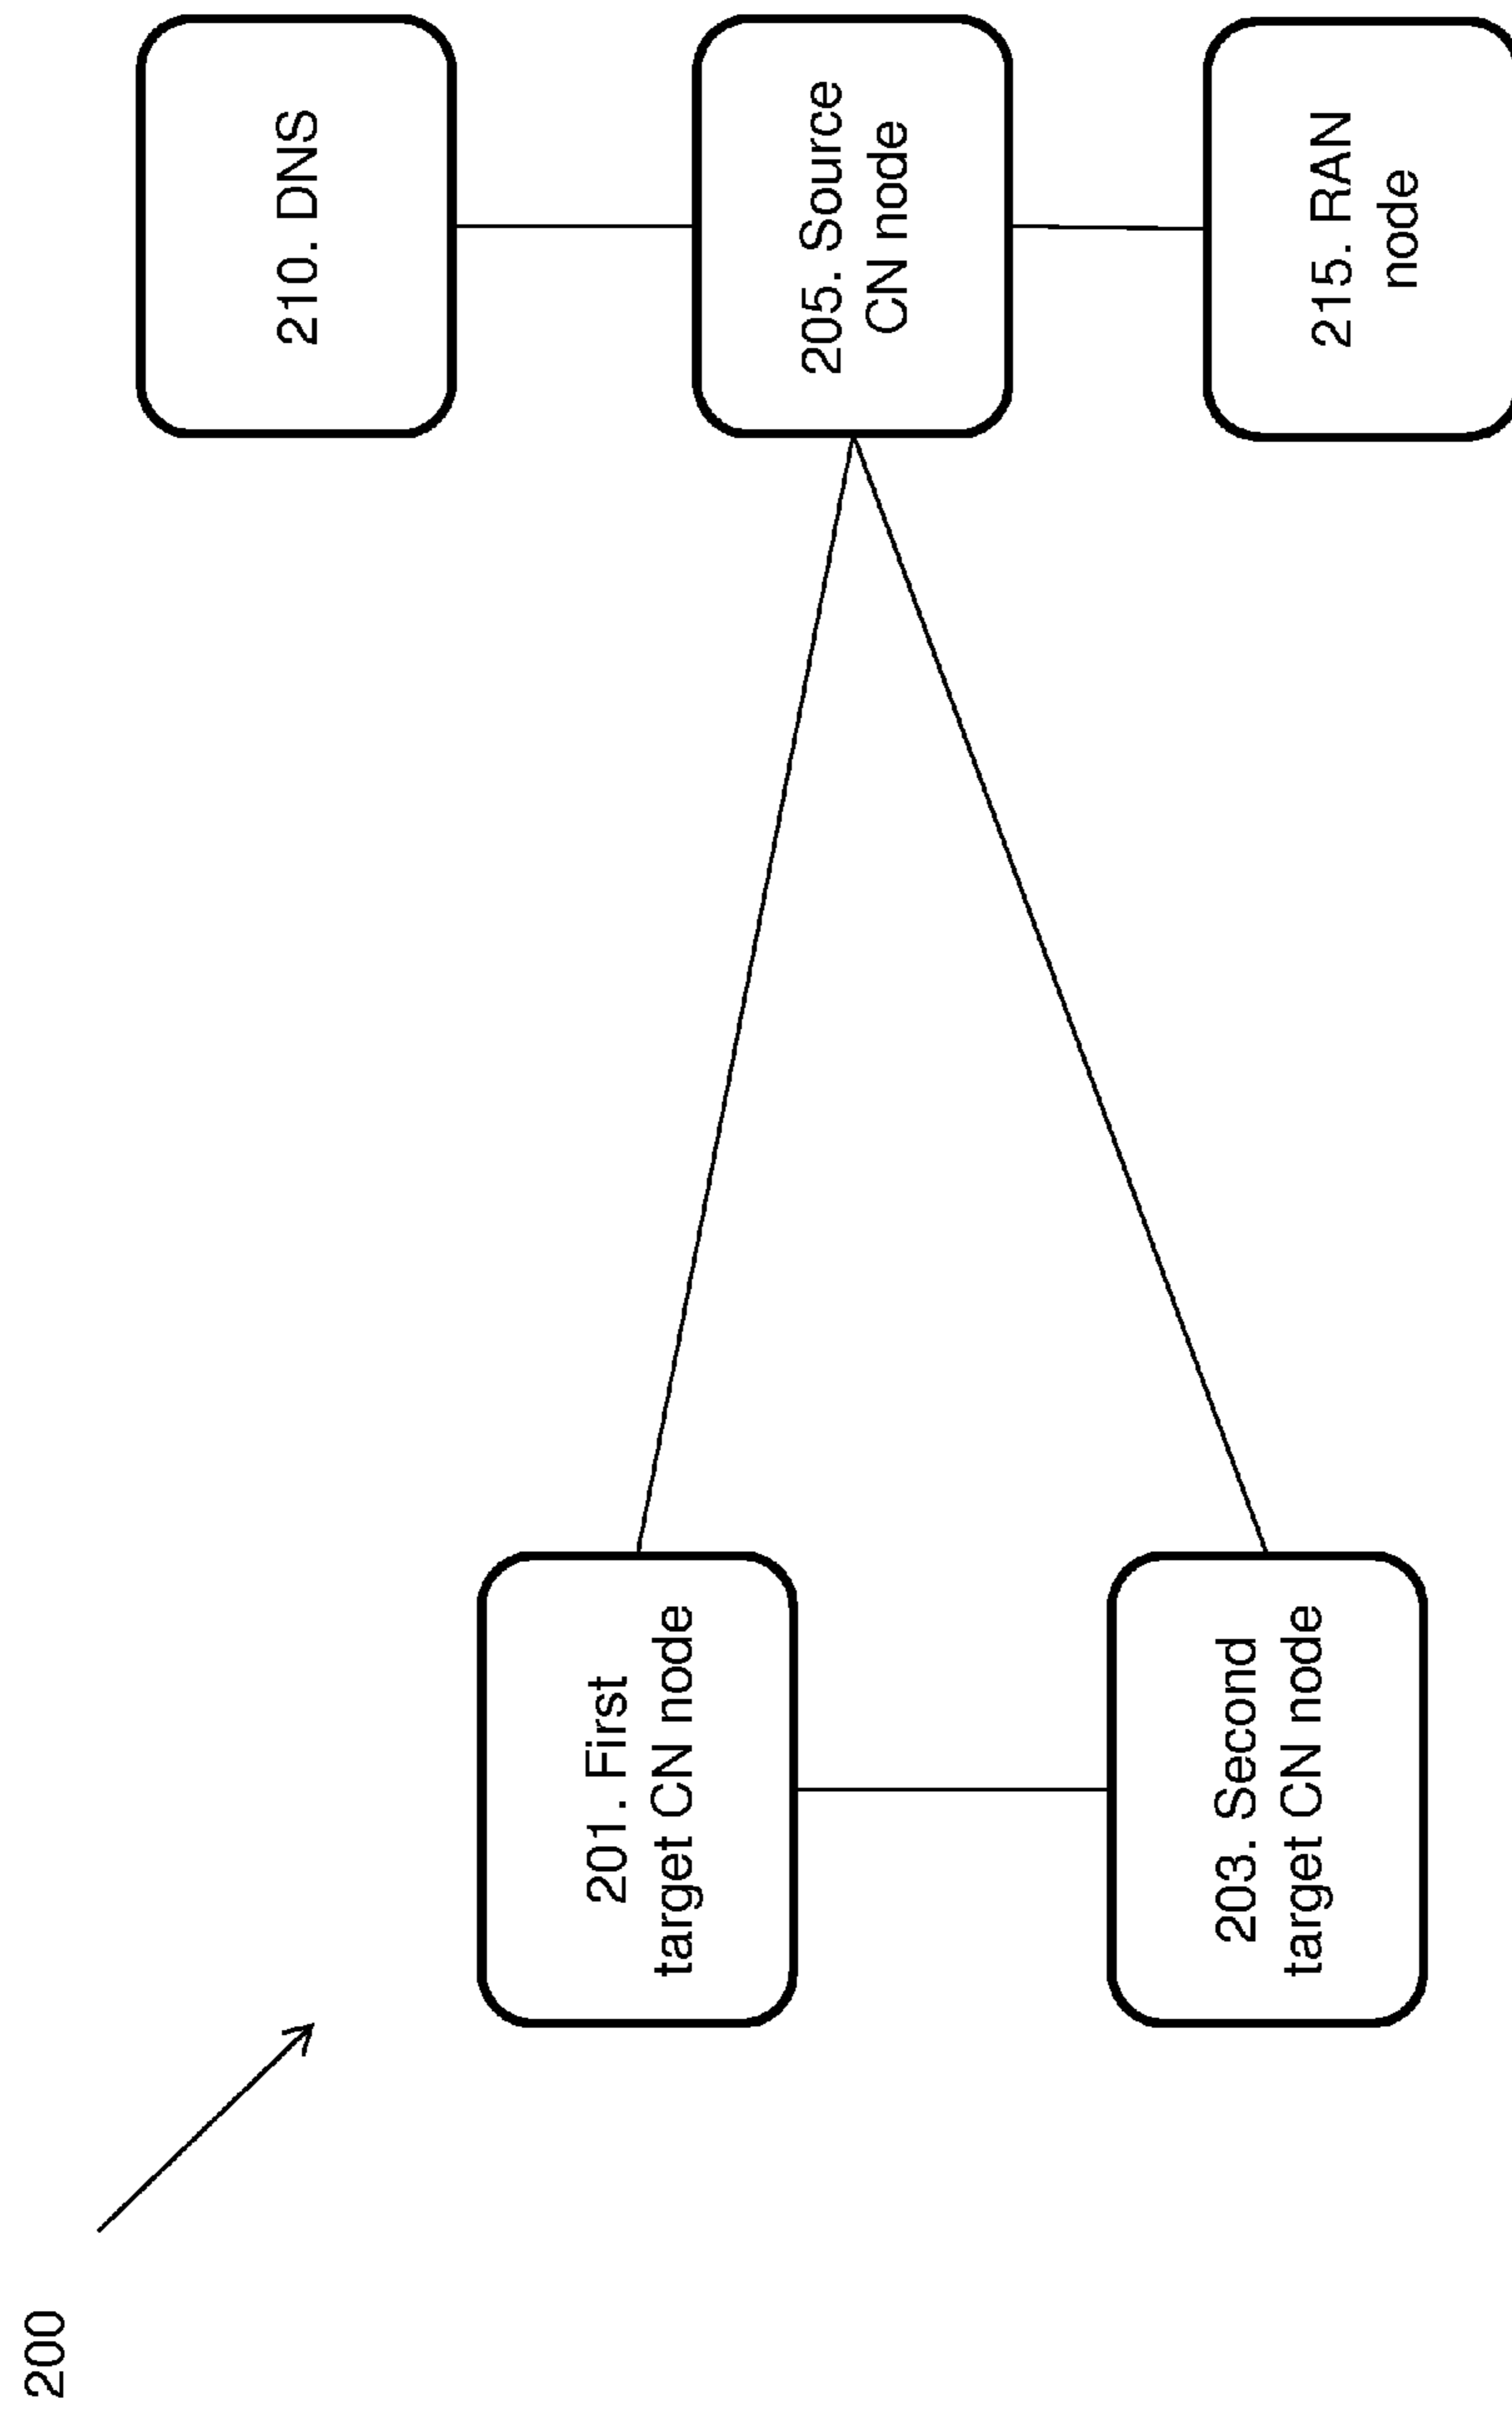 200
201. First
target CN node
203. Second
target CN node
210. DNS
205. Source
CN node
215. RAN
node